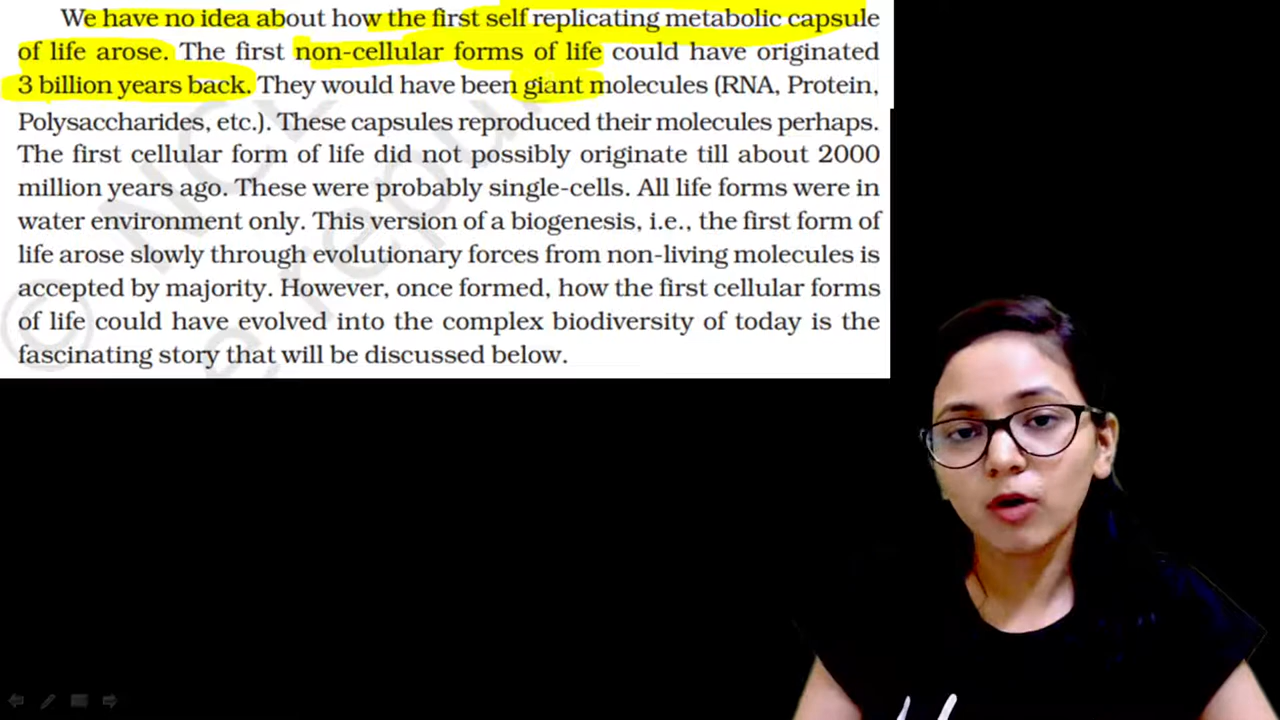 We have no idea about how the first self replicating metabolic capsule
of life arose. The first non-cellular forms of life could have originated
3 billion years back. They would have been giant molecules (RNA, Protein,
Polysaccharides, etc.). These capsules reproduced their molecules perhaps.
The first cellular form of life did not possibly originate till about 2000
million years ago. These were probably single-cells. All life forms were in
water environment only. This version of a biogenesis, i.e., the first form of
life arose slowly through evolutionary forces from non-living molecules is
accepted by majority. However, once formed, how the first cellular forms
of life could have evolved into the complex biodiversity of today is the
fascinating story that will be discussed below.